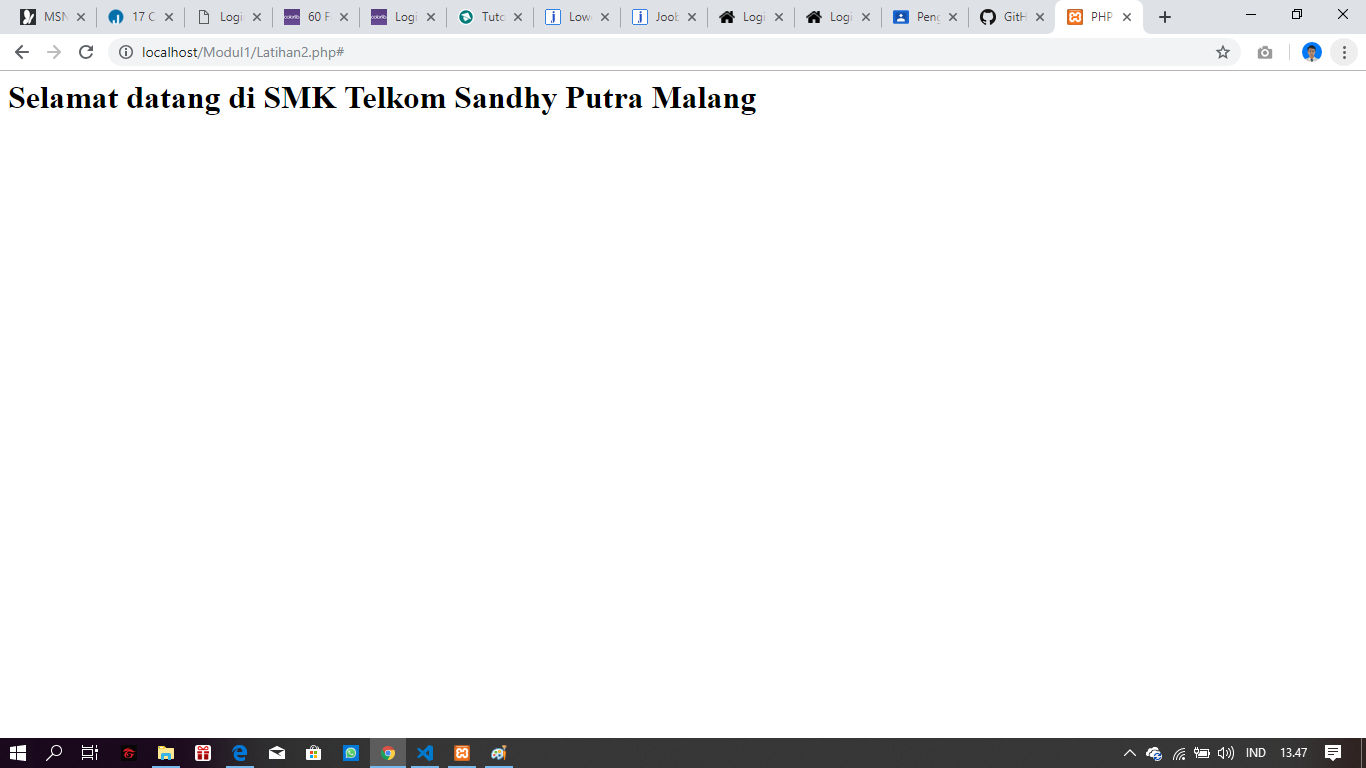 MSN
17 C
Logi
60 F
Logi
Tuto
Low
Joob
Logi
Logi
Peng
GitH
PHP
localhost/Modul1/Latihan2.php#
Selamat datang di SMK Telkom Sandhy Putra Malang
IND
13.47